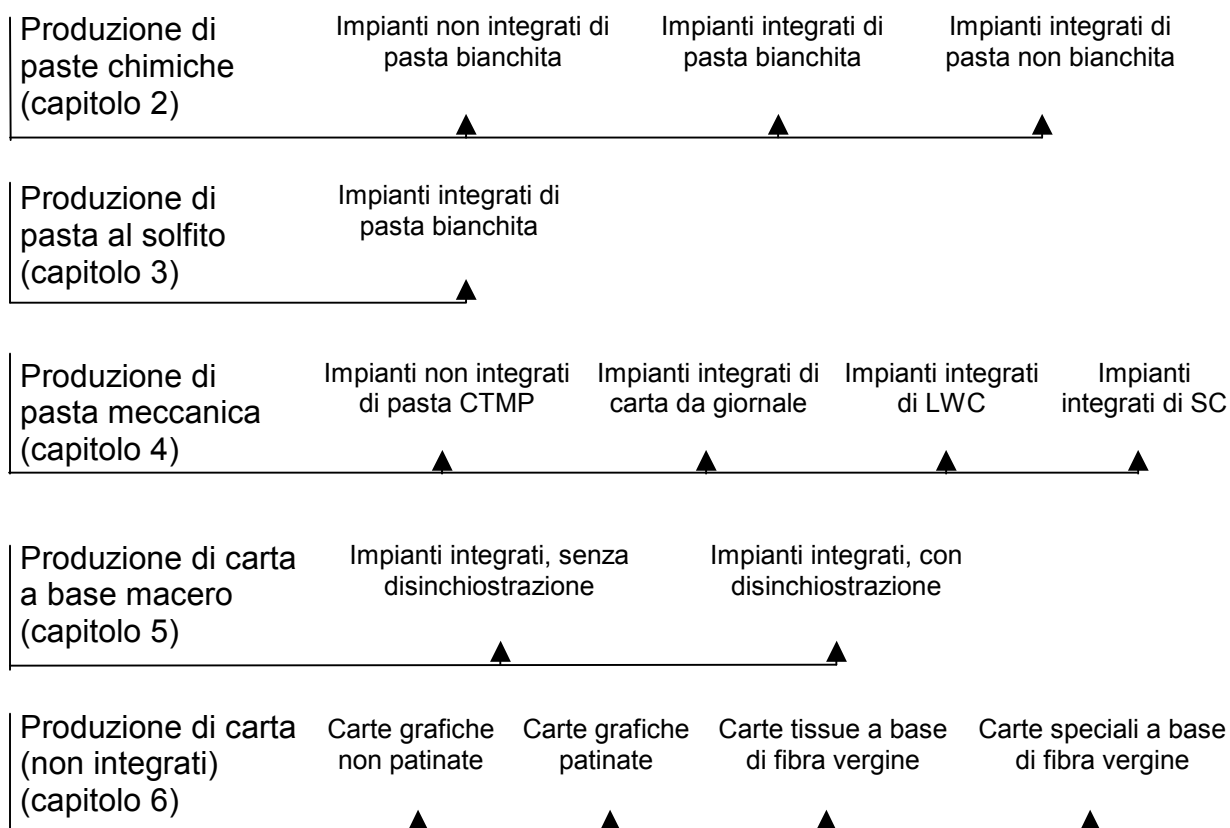 Produzione di
paste chimiche
(capitolo 2)
Impianti non integrati di
pasta bianchita
Impianti integrati di
pasta bianchita
Impianti integrati di
pasta non bianchita
Produzione di
pasta al solfito
(capitolo 3)
Impianti integrati di
pasta bianchita
Produzione di
pasta meccanica
(capitolo 4)
Impianti non integrati
di pasta CTMP
Impianti integrati di
carta da giornale
Impianti integrati
di LWC
Impianti
integrati di SC
Produzione di carta
a base macero
(capitolo 5)
Impianti integrati, senza
disinchiostrazione
Impianti integrati, con
disinchiostrazione
Produzione di carta
(non integrati)
(capitolo 6)
Carte grafiche
non patinate
Carte grafiche
patinate
Carte tissue a base
di fibra vergine
Carte speciali a base
di fibra vergine